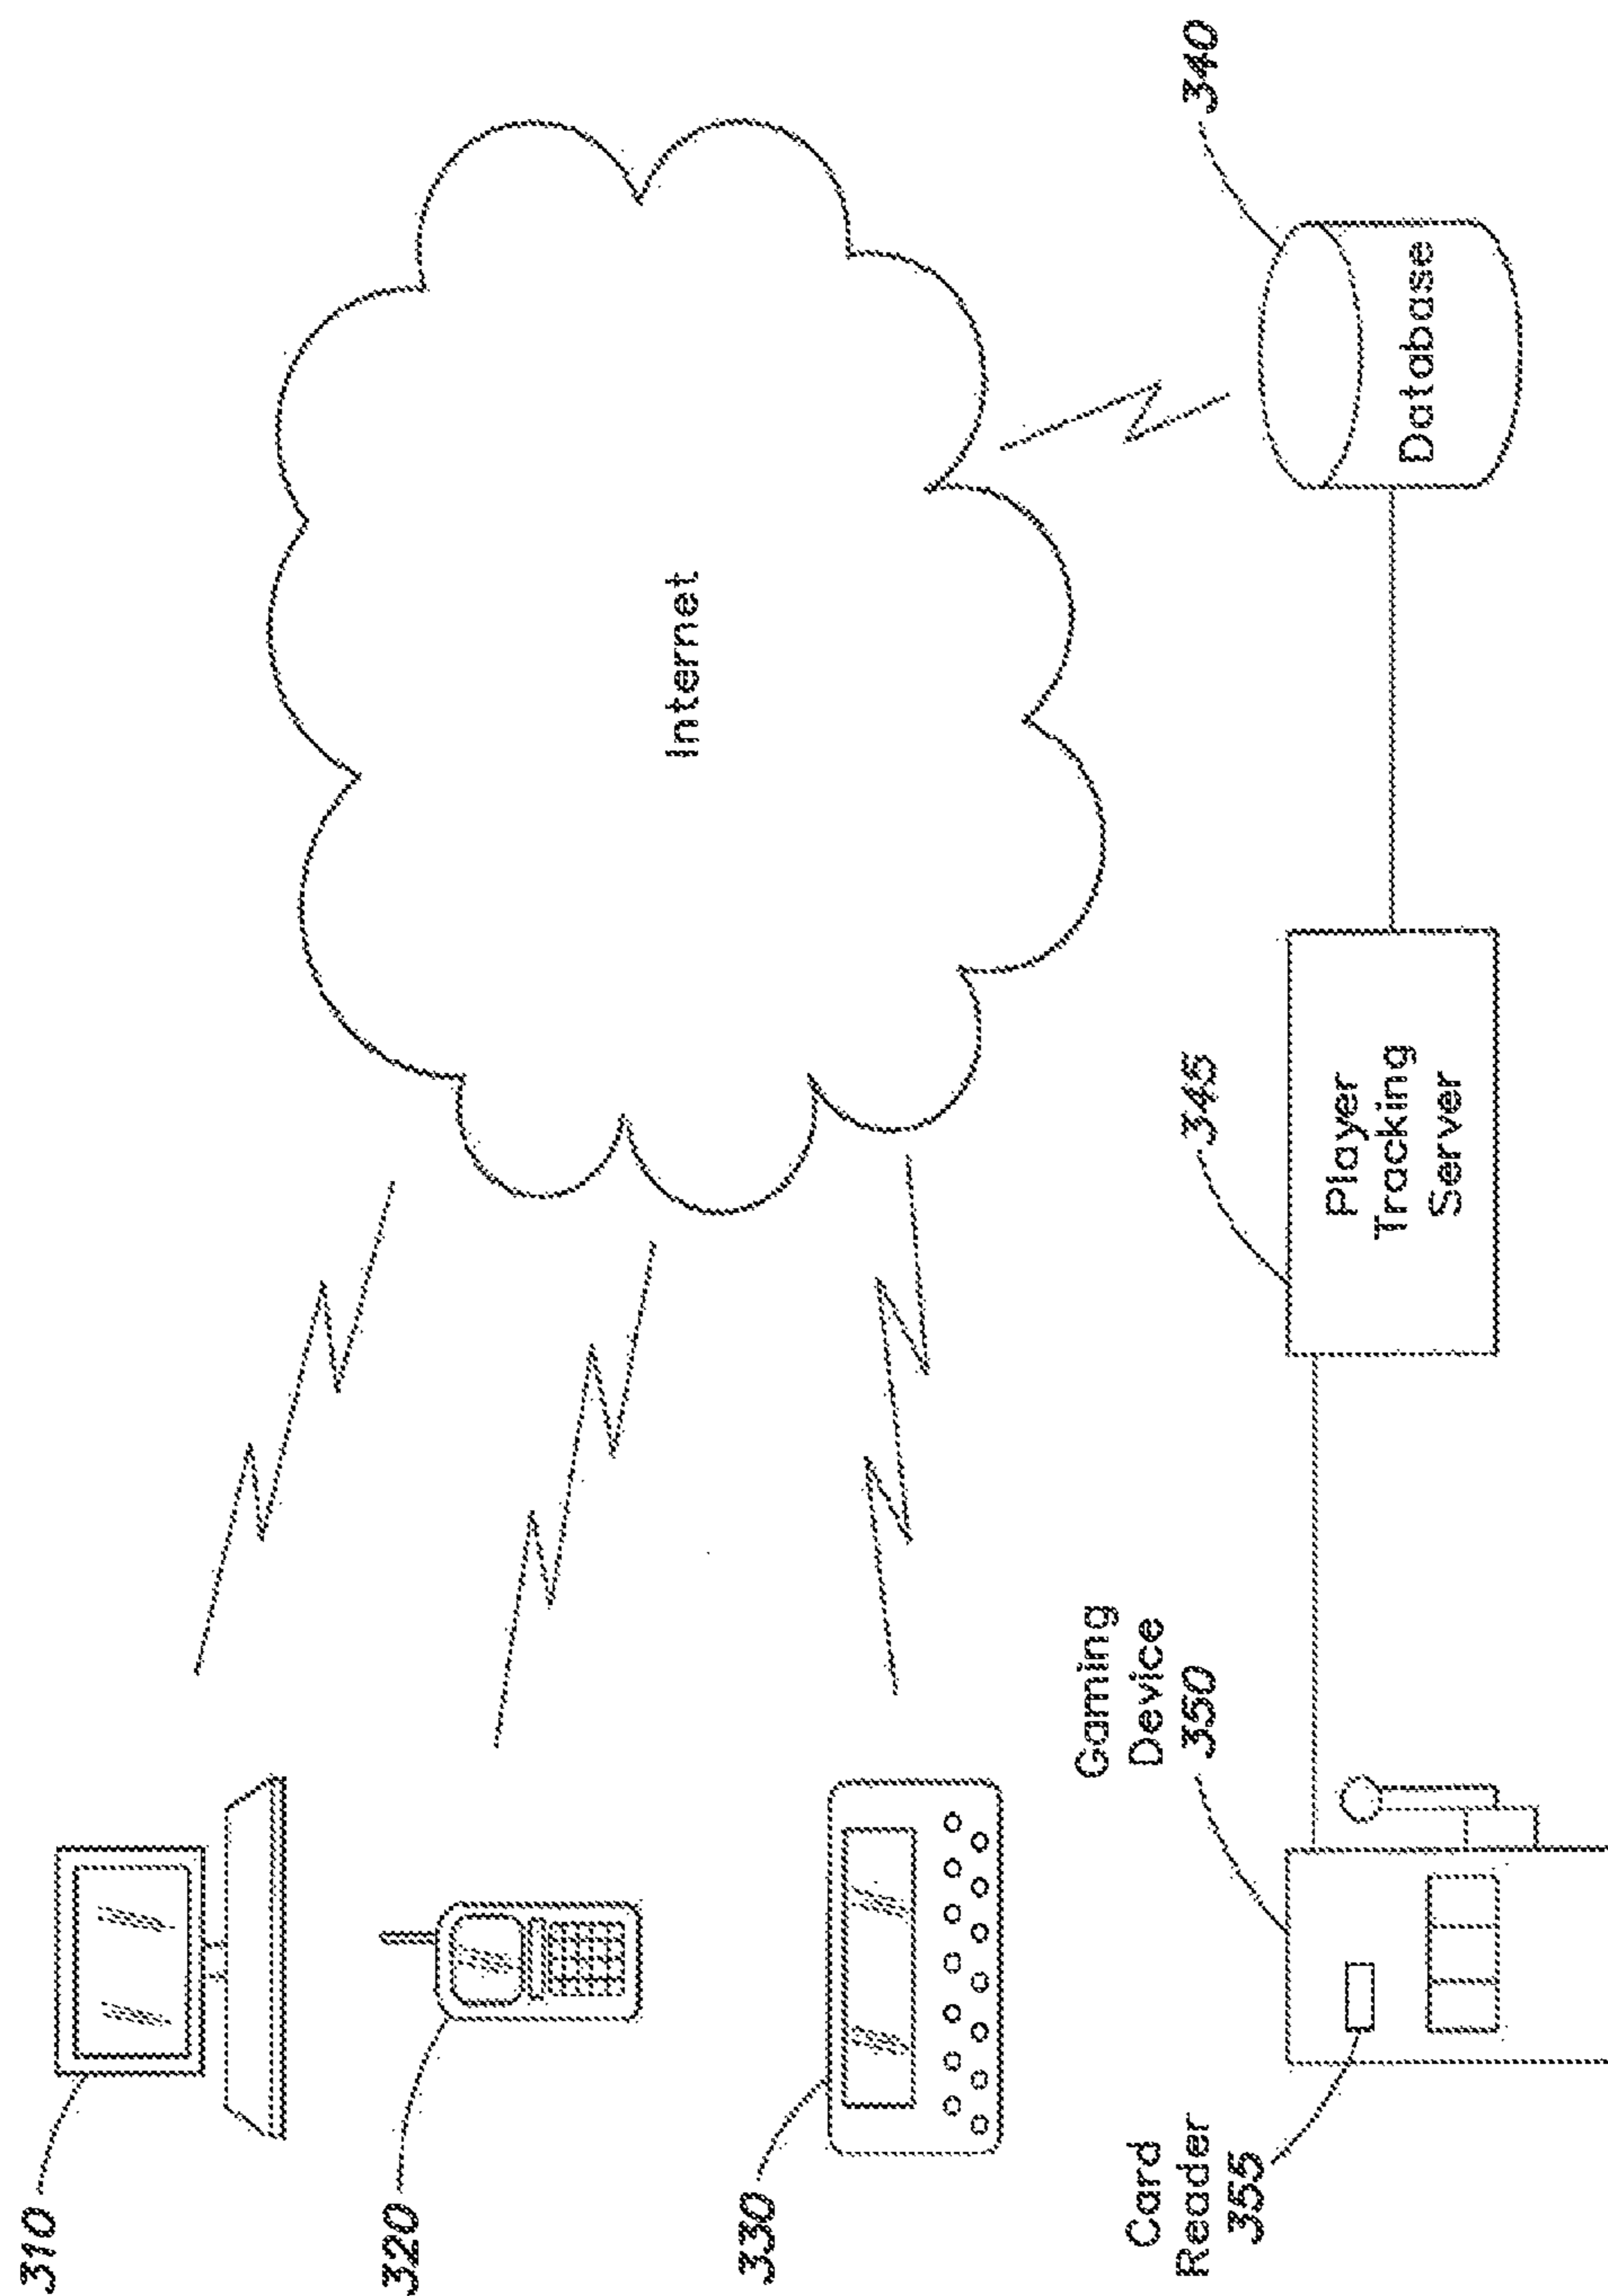 310
320
330
Internet
Card
Reader
355
Gaming
Device
350
345
Player
Tracking
Server
340
Database